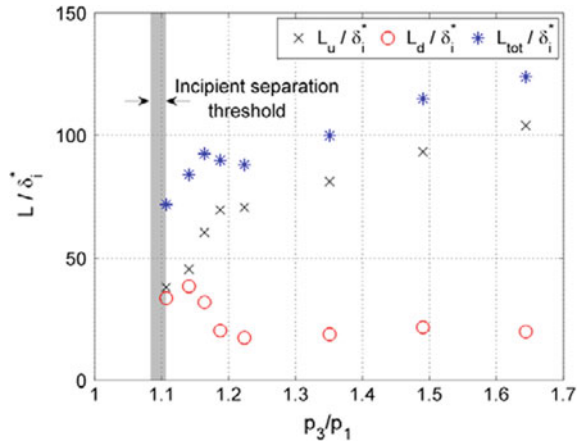 × L_u / δ_i^* ○ L_d / δ_i^* * L_tot / δ_i^*
150
Incipient separation
threshold
100
L / δ_i^*
50
0
1 1.1 1.2 1.3 1.4 1.5 1.6 1.7
p_3/p_1